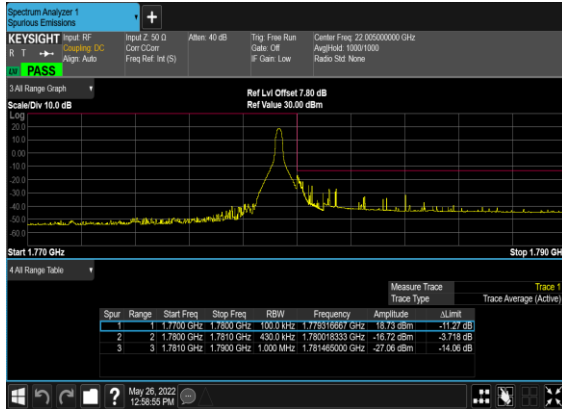 Spectrum Analyzer 1
Spurious Emissions
+
KEYSIGHT Input: RF Input Z: 50 Ω Atten: 40 dB Trig: Free Run Center Freq: 22.005000000 GHz
R T Coupling: DC Corr CCorr Gate: Off Avg|Hold: 1000/1000
Align: Auto Freq Ref: Int (S) IF Gain: Low Radio Std: None
PASS
3 All Range Graph
Ref Lvl Offset 7.80 dB
Scale/Div 10.0 dB Ref Value 30.00 dBm
Log
20.0
10.0
0.00
-10.0
-20.0
-30.0
-40.0
-50.0
-60.0
Start 1.770 GHz Stop 1.790 GH
4 All Range Table
Measure Trace Trace 1
Trace Type Trace Average (Active)
Spur Range Start Freq Stop Freq RBW Frequency Amplitude ΔLimit
1 1 1.7700 GHz 1.7800 GHz 100.0 kHz 1.779316667 GHz 18.73 dBm -11.27 dB
2 2 1.7800 GHz 1.7810 GHz 430.0 kHz 1.780018333 GHz -16.72 dBm -3.718 dB
3 3 1.7810 GHz 1.7900 GHz 1.000 MHz 1.781465000 GHz -27.06 dBm -14.06 dB
? May 26, 2022
12:58:55 PM